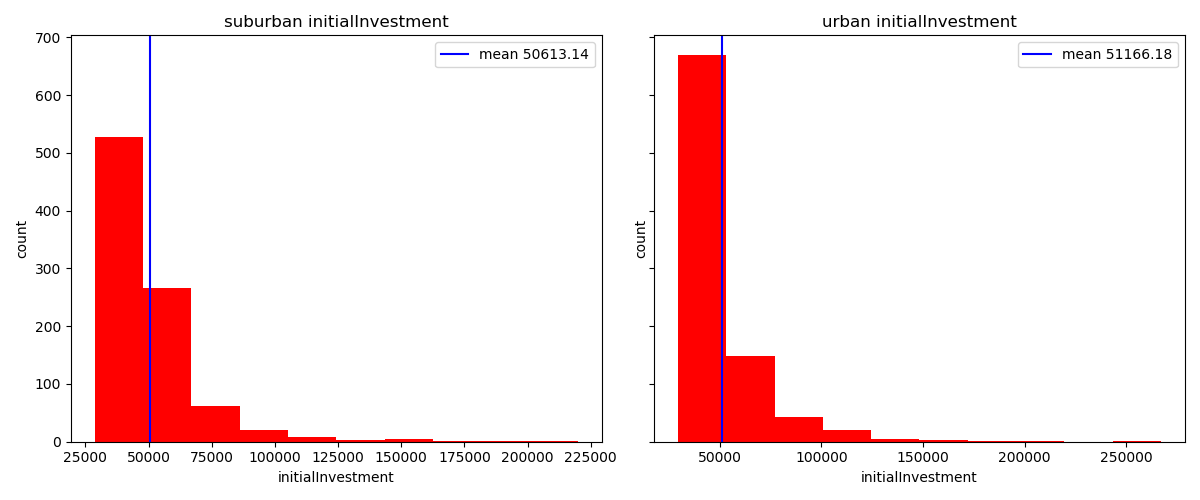 suburban initialInvestment
urban initialInvestment
mean 50613.14
mean 51166.18
700
600
500
400
300
200
100
0
count
count
25000 50000 75000 100000 125000 150000 175000 200000 225000
50000 100000 150000 200000 250000
initialInvestment
initialInvestment